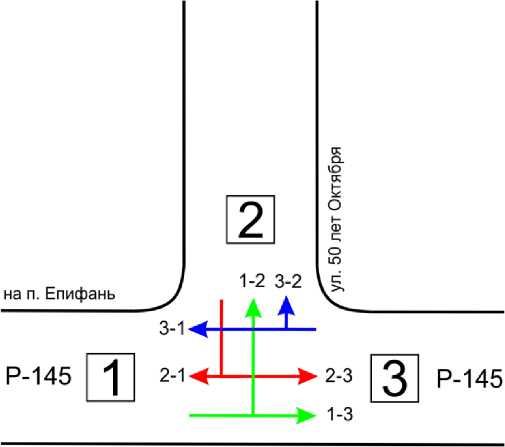 ул. 50 лет Октября
2
на п. Епифань
1-2
3-2
3-1
Р-145
1
2-1
2-3
3
Р-145
1-3